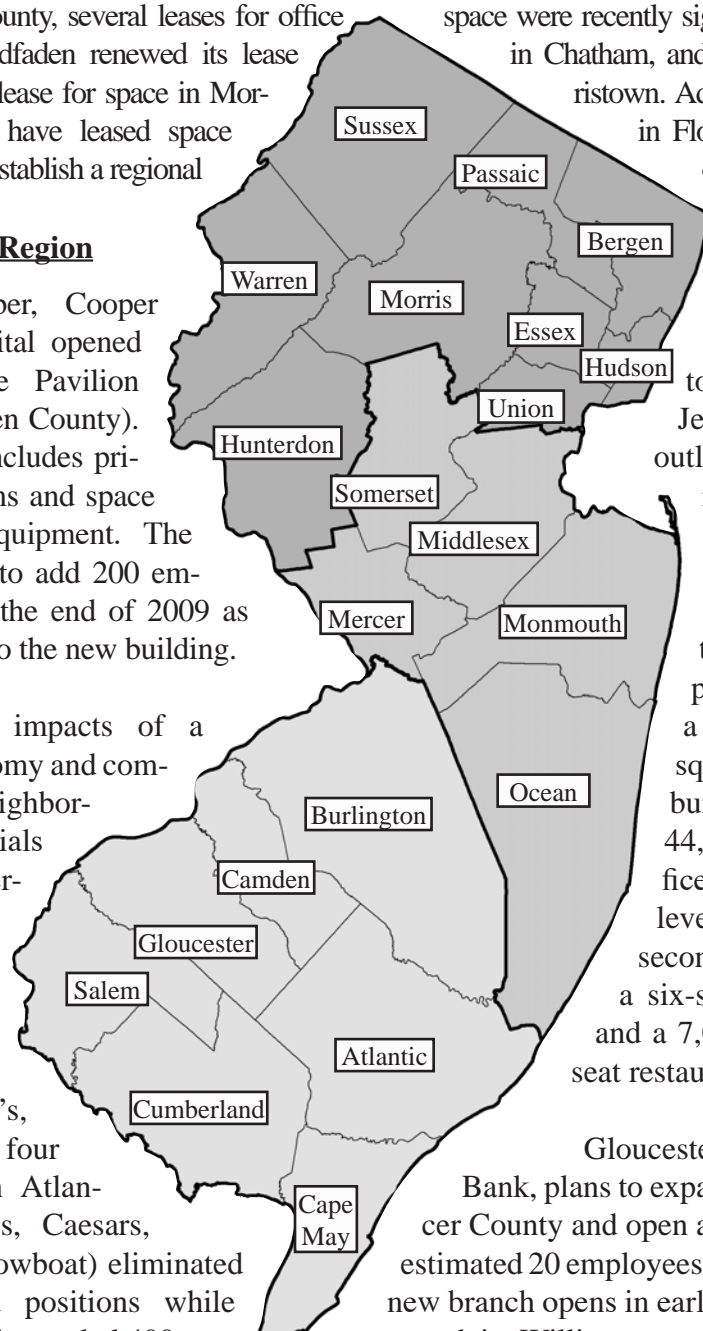 ounty, several leases for office
space were recently sig
dfaden renewed its lease
in Chatham, and
lease for space in Mor-
ristown. Ad
have leased space
in Flo
stablish a regional
Region
ber, Cooper
ital opened
e Pavilion
en County).
ncludes pri-
ns and space
quipment. The
to add 200 em-
the end of 2009 as
o the new building.
impacts of a
omy and com-
eighbor-
ials
er-
's,
four
n Atlan-
s, Caesars,
owboat) eliminated
positions while
Sussex
Passaic
Bergen
Warren
Morris
Essex
Hudson
Union
Hunterdon
Somerset
Middlesex
Mercer
Monmouth
Ocean
Burlington
Camden
Gloucester
Salem
Atlantic
Cumberland
Cape
May
to
Je
outl
t
p
a
sq
bu
44,
fice
leve
secon
a six-s
and a 7,
seat restau
Glouceste
Bank, plans to expa
cer County and open a
estimated 20 employees
new branch opens in earl